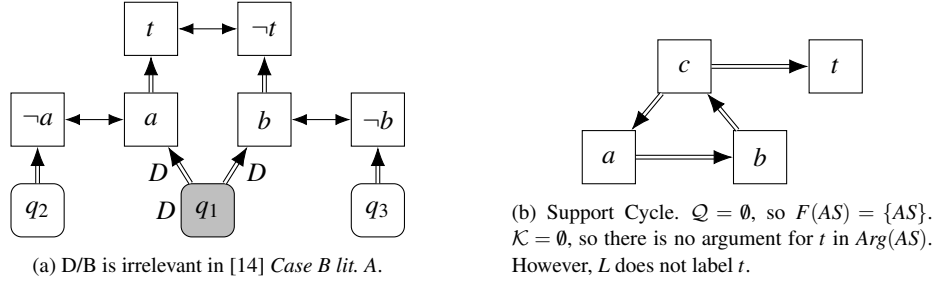 t ¬t
c t
¬a a b ¬b
a b
D D
q2 D q1 q3
(a) D/B is irrelevant in [14] Case B lit. A.
(b) Support Cycle. 𝒬 = ∅, so F(AS) = {AS}.
𝒦 = ∅, so there is no argument for t in Arg(AS).
However, L does not label t.